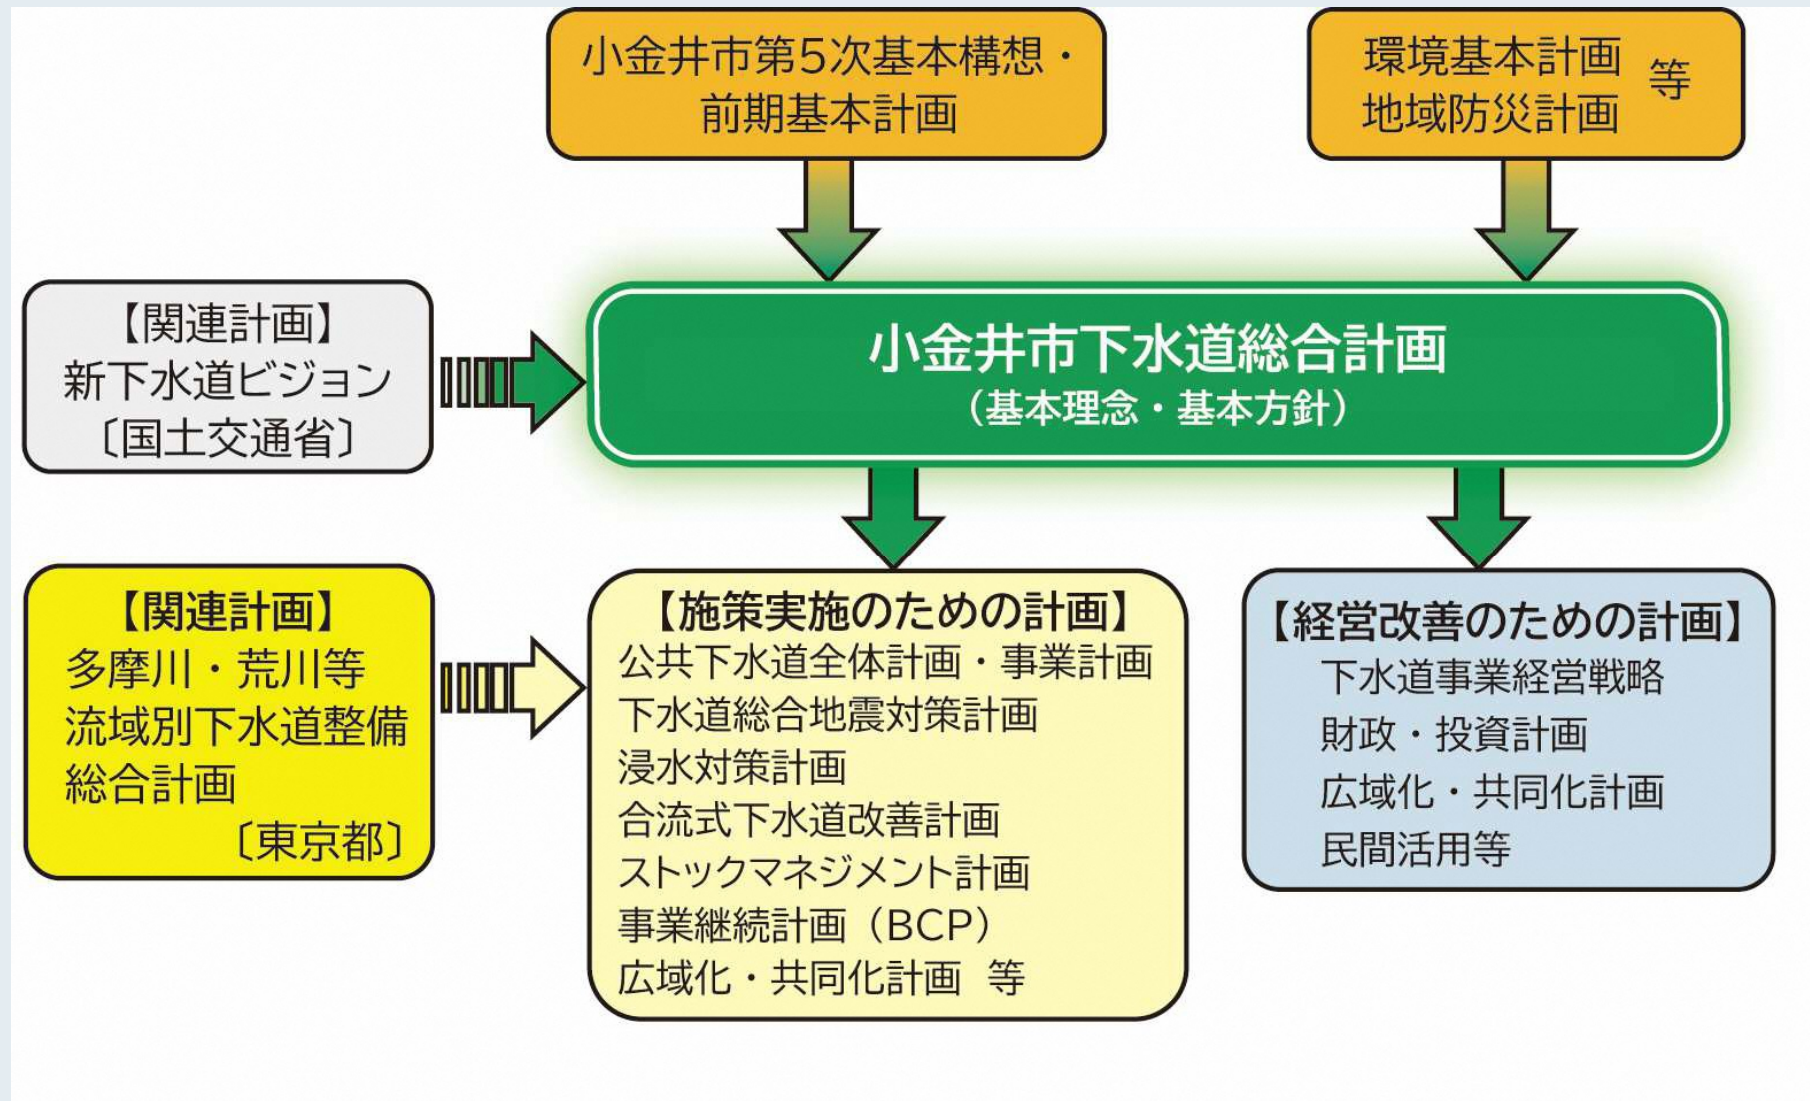 小金井市第5次基本構想・
前期基本計画
環境基本計画
地域防災計画
等
【関連計画】
新下水道ビジョン
〔国土交通省〕
小金井市下水道総合計画
（基本理念・基本方針）
【関連計画】
多摩川・荒川等
流域別下水道整備
総合計画
〔東京都〕
【施策実施のための計画】
公共下水道全体計画・事業計画
下水道総合地震対策計画
浸水対策計画
合流式下水道改善計画
ストックマネジメント計画
事業継続計画（BCP）
広域化・共同化計画 等
【経営改善のための計画】
下水道事業経営戦略
財政・投資計画
広域化・共同化計画
民間活用等